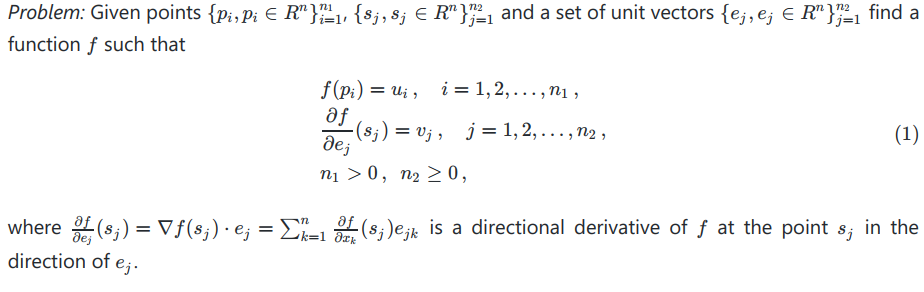 Problem: Given points {p_i, p_i ∈ R^n}_{i=1}^{n_1}, {s_j, s_j ∈ R^n}_{j=1}^{n_2} and a set of unit vectors {e_j, e_j ∈ R^n}_{j=1}^{n_2} find a
function f such that
f(p_i) = u_i , i = 1, 2, . . . , n_1 ,
∂f/∂e_j (s_j) = v_j , j = 1, 2, . . . , n_2 , (1)
n_1 > 0 , n_2 ≥ 0 ,
where ∂f/∂e_j (s_j) = ∇f(s_j) · e_j = ∑_{k=1}^{n} ∂f/∂x_k (s_j)e_{jk} is a directional derivative of f at the point s_j in the
direction of e_j.